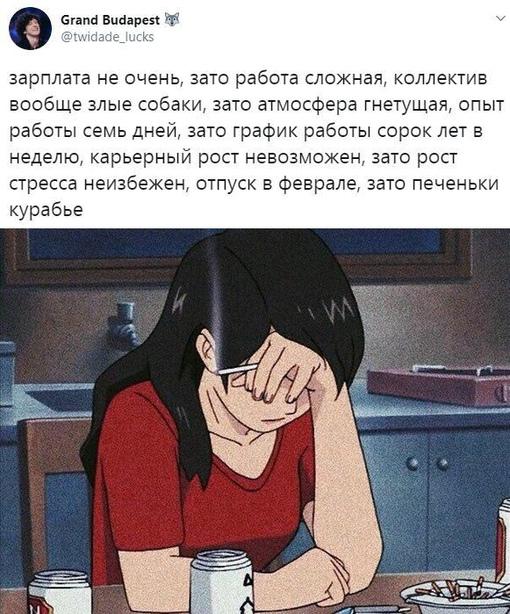 Grand Budapest 🐺
@twidade_lucks
зарплата не очень, зато работа сложная, коллектив
вообще злые собаки, зато атмосфера гнетущая, опыт
работы семь дней, зато график работы сорок лет в
неделю, карьерный рост невозможен, зато рост
стресса неизбежен, отпуск в феврале, зато печеньки
курабье